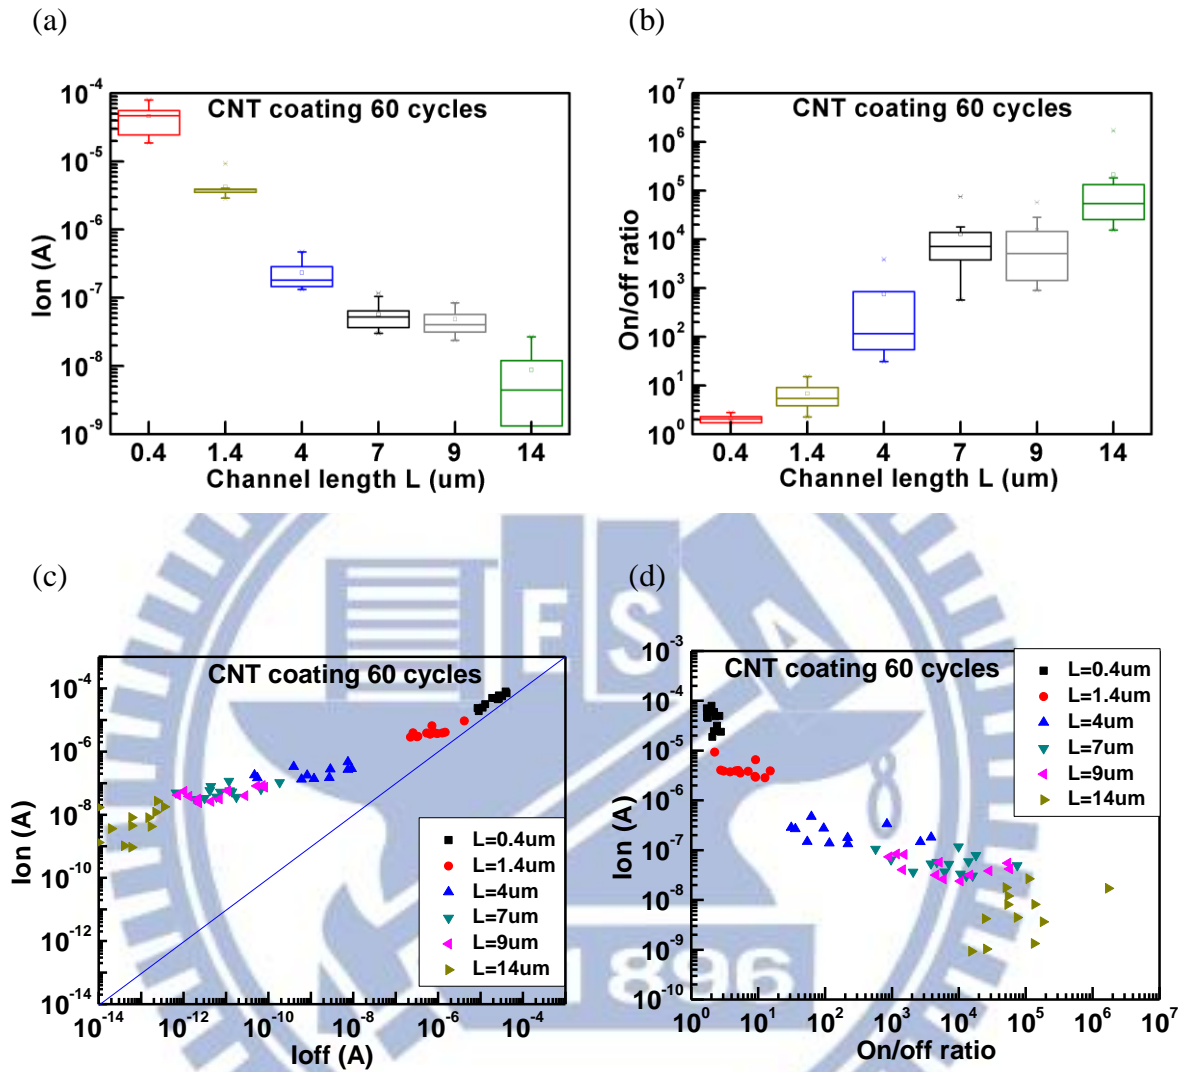 (a)
(b)
CNT coating 60 cycles
10^-4
10^-5
10^-6
10^-7
10^-8
10^-9
Ion (A)
0.4 1.4 4 7 9 14
Channel length L (um)
CNT coating 60 cycles
10^7
10^6
10^5
10^4
10^3
10^2
10^1
10^0
On/off ratio
0.4 1.4 4 7 9 14
Channel length L (um)
(c)
(d)
E S A
1896
CNT coating 60 cycles
10^-4
10^-6
10^-8
10^-10
10^-12
10^-14
Ion (A)
L=0.4um
L=1.4um
L=4um
L=7um
L=9um
L=14um
10^-14 10^-12 10^-10 10^-8 10^-6 10^-4
Ioff (A)
CNT coating 60 cycles
10^-3
10^-4
10^-5
10^-6
10^-7
10^-8
10^-9
10^-10
Ion (A)
L=0.4um
L=1.4um
L=4um
L=7um
L=9um
L=14um
10^0 10^1 10^2 10^3 10^4 10^5 10^6 10^7
On/off ratio